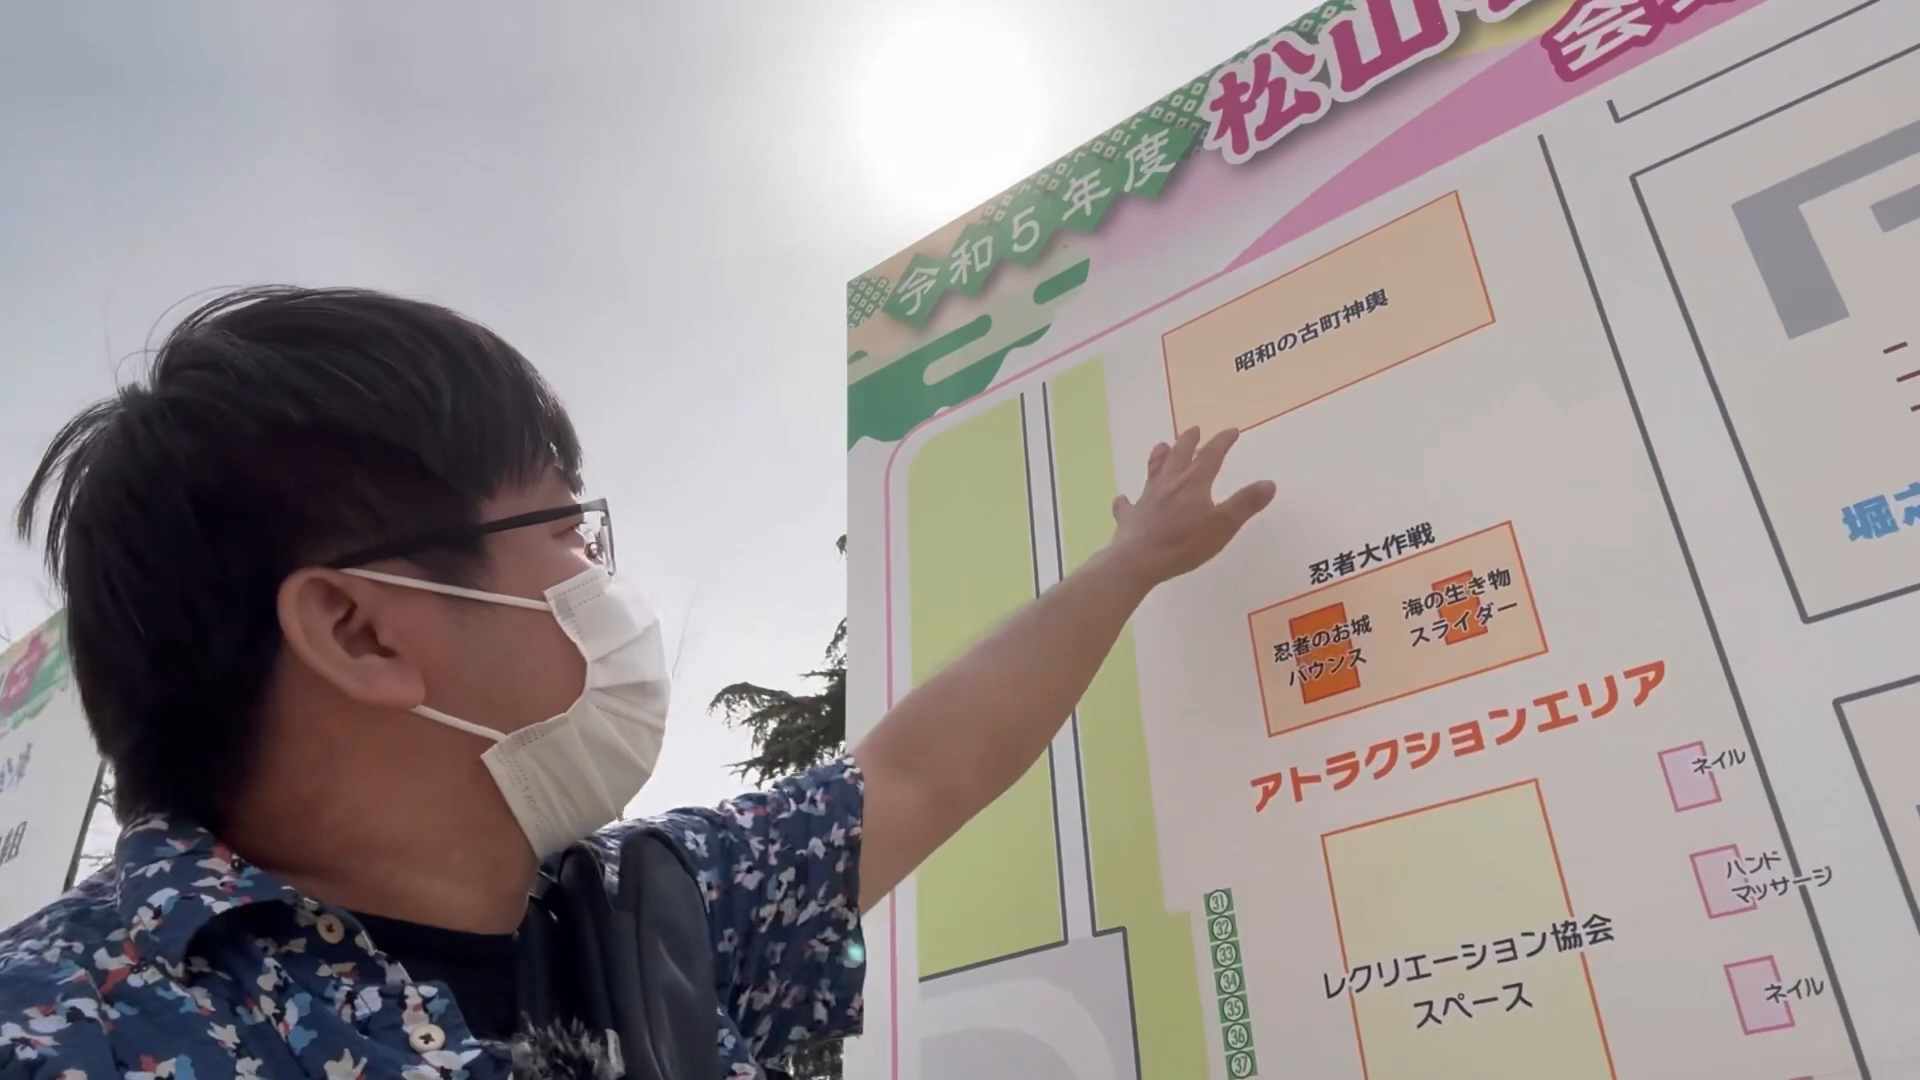 令和5年度
松山
会
昭和の古町神輿
忍者大作戦
忍者のお城
バウンス
海の生き物
スライダー
アトラクションエリア
ネイル
ハンド
マッサージ
ネイル
レクリエーション協会
スペース
31
32
33
34
35
36
37
堀